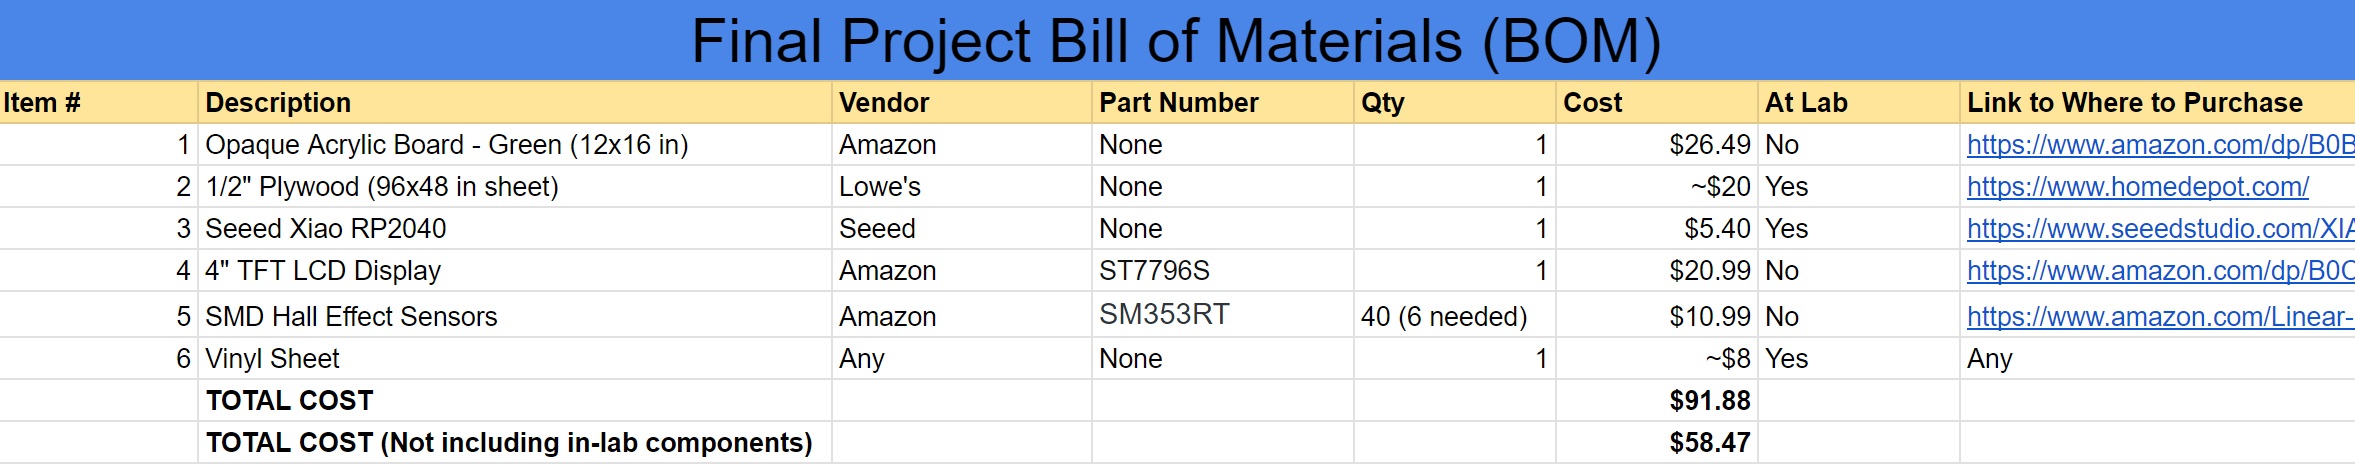 Final Project Bill of Materials (BOM)
Item # Description Vendor Part Number Qty Cost At Lab Link to Where to Purchase
1 Opaque Acrylic Board - Green (12x16 in) Amazon None 1 $26.49 No https://www.amazon.com/dp/B0B
2 1/2" Plywood (96x48 in sheet) Lowe's None 1 ~$20 Yes https://www.homedepot.com/
3 Seeed Xiao RP2040 Seeed None 1 $5.40 Yes https://www.seeedstudio.com/XIA
4 4" TFT LCD Display Amazon ST7796S 1 $20.99 No https://www.amazon.com/dp/B0C
5 SMD Hall Effect Sensors Amazon SM353RT 40 (6 needed) $10.99 No https://www.amazon.com/Linear-
6 Vinyl Sheet Any None 1 ~$8 Yes Any
TOTAL COST $91.88
TOTAL COST (Not including in-lab components) $58.47